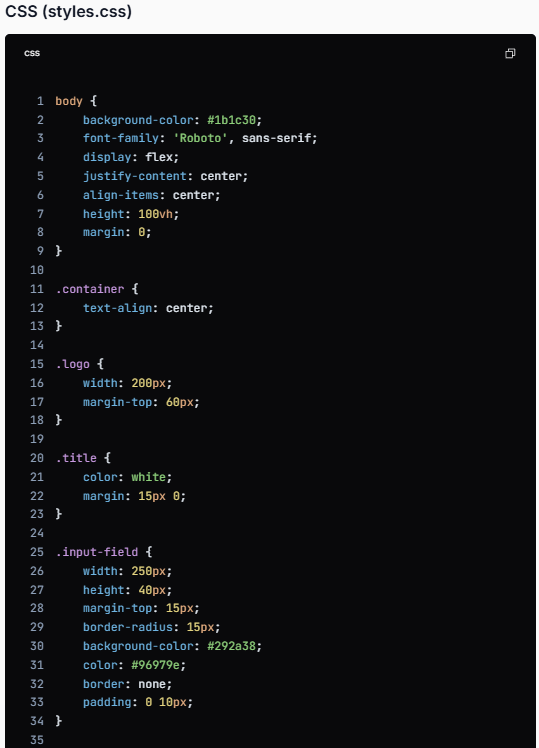 CSS (styles.css)
css
1 body {
2     background-color: #1b1c30;
3     font-family: 'Roboto', sans-serif;
4     display: flex;
5     justify-content: center;
6     align-items: center;
7     height: 100vh;
8     margin: 0;
9 }
10
11 .container {
12     text-align: center;
13 }
14
15 .logo {
16     width: 200px;
17     margin-top: 60px;
18 }
19
20 .title {
21     color: white;
22     margin: 15px 0;
23 }
24
25 .input-field {
26     width: 250px;
27     height: 40px;
28     margin-top: 15px;
29     border-radius: 15px;
30     background-color: #292a38;
31     color: #96979e;
32     border: none;
33     padding: 0 10px;
34 }
35